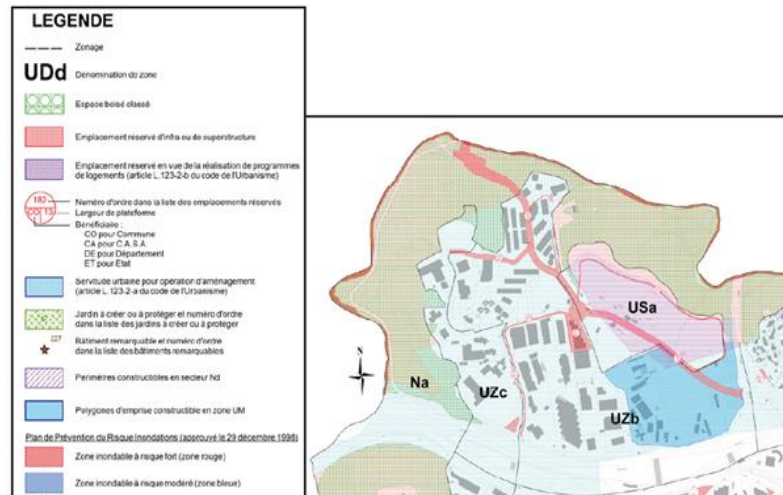 LEGENDE
Zonage
UDd Dénomination de zone
Espace boisé classé
Emplacement réservé d'infra ou de superstructure
Emplacement réservé en vue de la réalisation de programmes
de logements (article L.123-2-b du code de l'Urbanisme)
Numéro d'ordre dans la liste des emplacements réservés
Largeur de plateforme
Bénéficiaire :
CO pour Commune
CA pour C.A.S.A.
DE pour Département
ET pour Etat
Servitude urbaine pour opération d'aménagement
(article L.123-2-a du code de l'Urbanisme)
Jardin à créer ou à protéger et numéro d'ordre
dans la liste des jardins à créer ou à protéger
Bâtiment remarquable et numéro d'ordre
dans la liste des bâtiments remarquables
Périmètres constructibles en secteur Nd
Polygones d'emprise constructible en zone UM
Plan de Prévention du Risque Inondations (approuvé le 29 décembre 1998)
Zone inondable à risque fort (zone rouge)
Zone inondable à risque modéré (zone bleue)
USa
N
Na
UZc
UZb